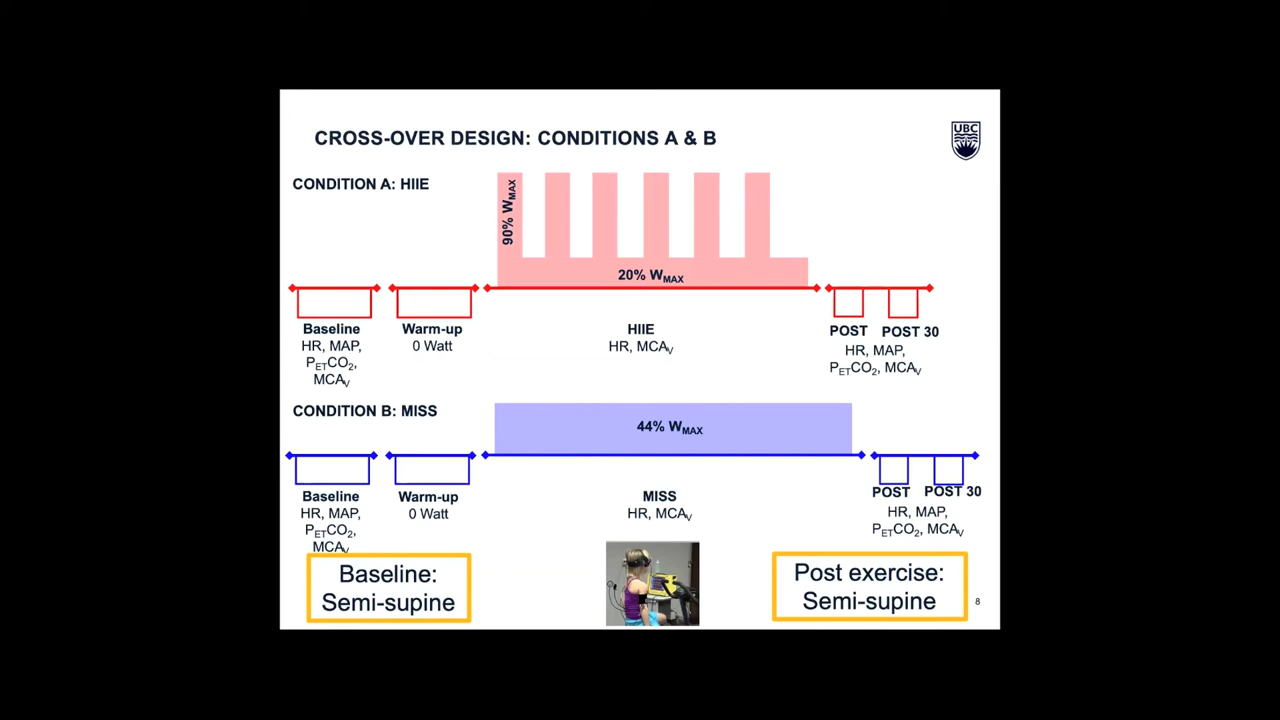 CROSS-OVER DESIGN: CONDITIONS A & B
UBC
CONDITION A: HIIE
90% WMAX
20% WMAX
Baseline
HR, MAP,
PETCO2,
MCAV
Warm-up
0 Watt
HIIE
HR, MCAV
POST
POST 30
HR, MAP,
PETCO2, MCAV
CONDITION B: MISS
44% WMAX
Baseline
HR, MAP,
PETCO2,
MCAV
Warm-up
0 Watt
MISS
HR, MCAV
POST
POST 30
HR, MAP,
PETCO2, MCAV
Baseline:
Semi-supine
Post exercise:
Semi-supine
8